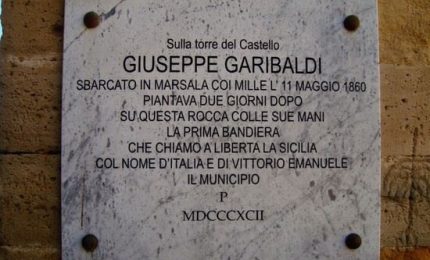 Sulla torre del Castello
GIUSEPPE GARIBALDI
SBARCATO IN MARSALA COI MILLE L' 11 MAGGIO 1860
PIANTAVA DUE GIORNI DOPO
SU QUESTA ROCCA COLLE SUE MANI
LA PRIMA BANDIERA
CHE CHIAMO A LIBERTA LA SICILIA
COL NOME D'ITALIA E DI VITTORIO EMANUELE
IL MUNICIPIO
P
MDCCCXCII